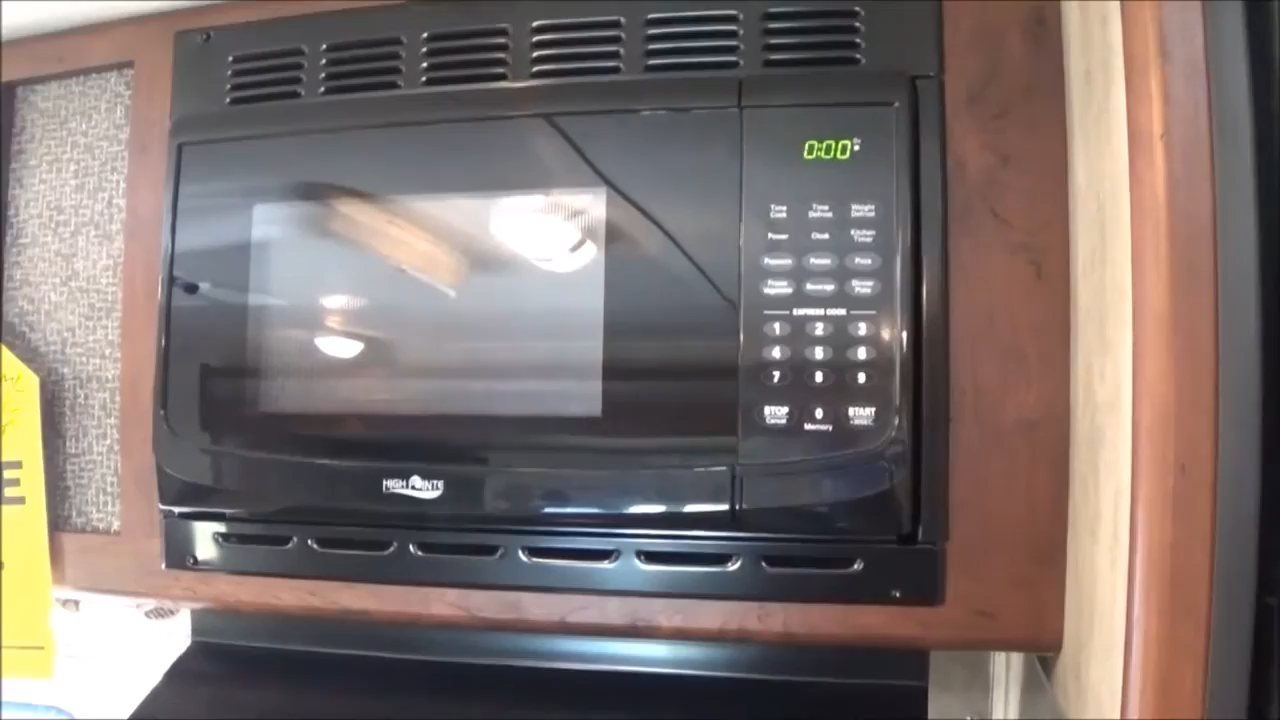 0:00
Time Cook Time Defrost Weight Defrost
Power Clock Kitchen Timer
Popcorn Potato Pizza
Frozen Vegetable Beverage Dinner Plate
EXPRESS COOK
1 2 3
4 5 6
7 8 9
STOP 0 START
Cancel Memory +30SEC.
HIGH POINTE
E